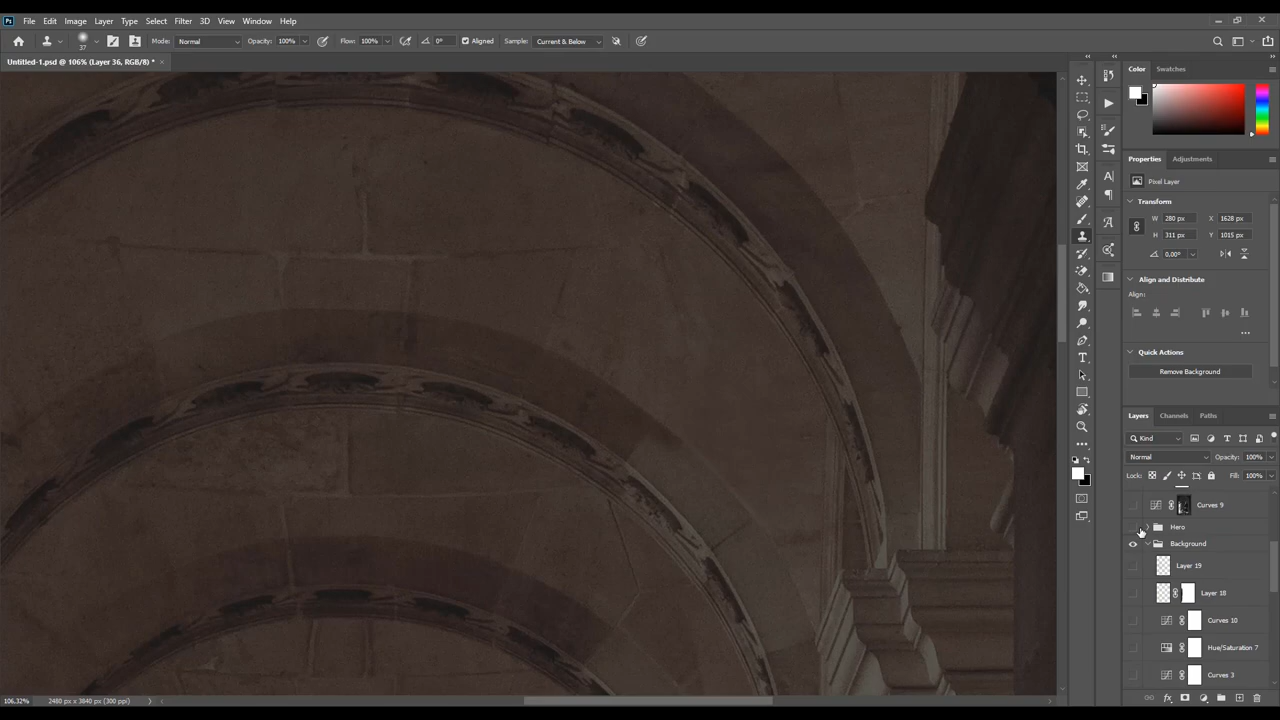 Ps File Edit Image Layer Type Select Filter 3D View Window Help
37 Mode: Normal Opacity: 100% Flow: 100% 0° Aligned Sample: Current & Below
Untitled-1.psd @ 106% (Layer 36, RGB/8) *
Color Swatches
Properties Adjustments
Pixel Layer
Transform
W 280 px X 1628 px
H 311 px Y 1015 px
0.00°
Align and Distribute
Align:
Quick Actions
Remove Background
Layers Channels Paths
Kind
Normal Opacity: 100%
Lock: Fill: 100%
Curves 9
Hero
Background
Layer 19
Layer 18
Curves 10
Hue/Saturation 7
Curves 3
106,32% 2480 px x 3840 px (300 ppi)